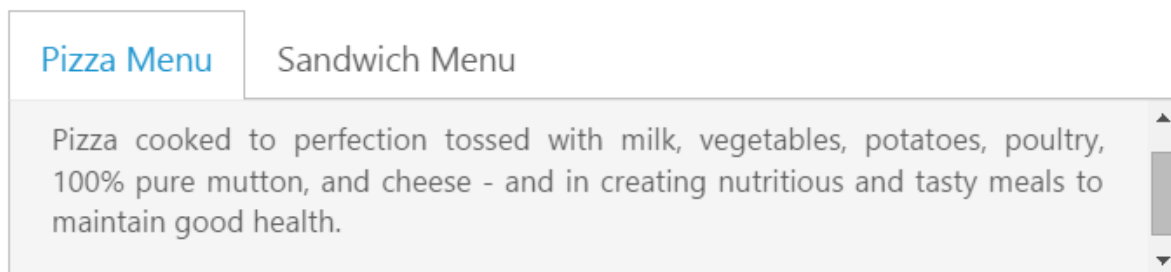 Pizza Menu Sandwich Menu
Pizza cooked to perfection tossed with milk, vegetables, potatoes, poultry,
100% pure mutton, and cheese - and in creating nutritious and tasty meals to
maintain good health.